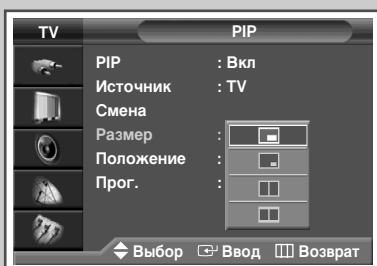 TV PIP
PIP : Вкл
Источник : TV
Смена
Размер :
Положение :
Прог. :
Выбор Ввод Возврат